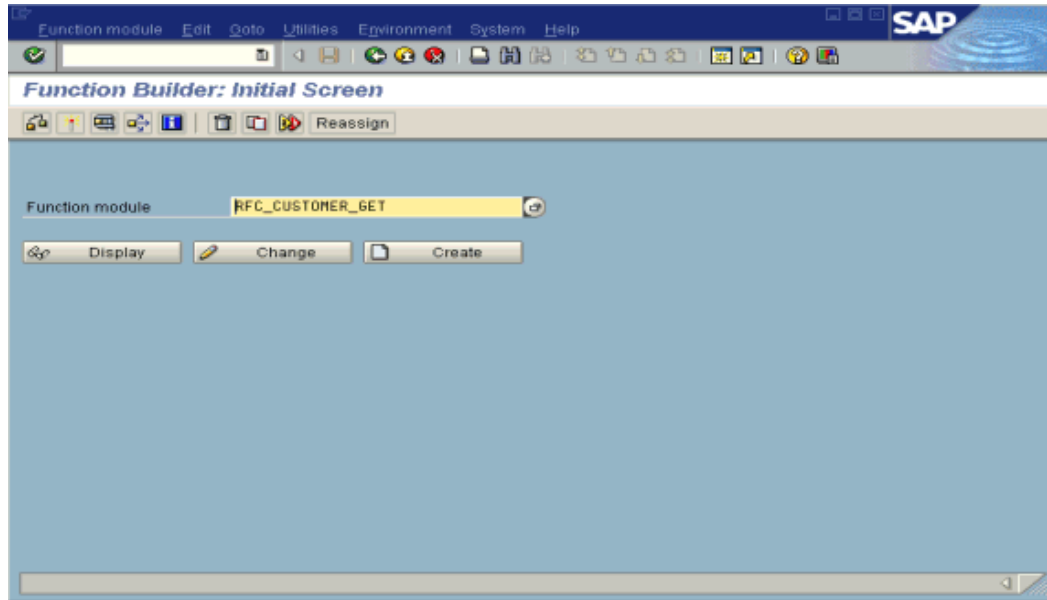 Function module Edit Goto Utilities Environment System Help
SAP
Function Builder: Initial Screen
Reassign
Function module RFC_CUSTOMER_GET
Display Change Create